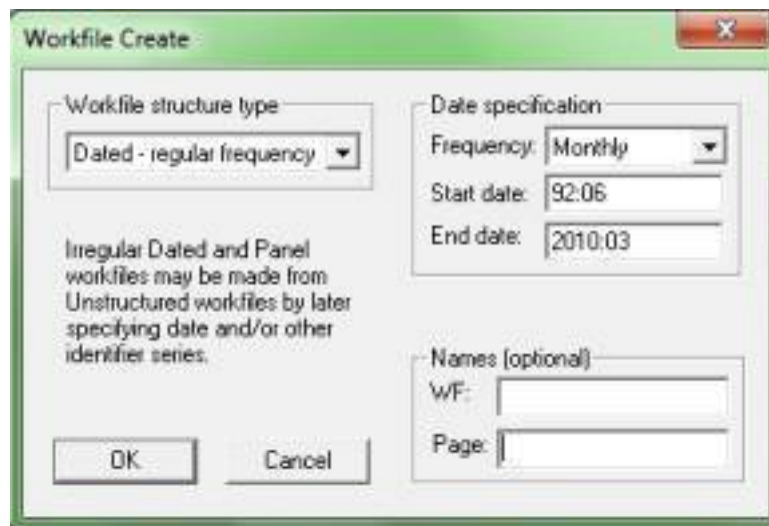 Workfile Create
Workfile structure type
Dated - regular frequency
Irregular Dated and Panel
workfiles may be made from
Unstructured workfiles by later
specifying date and/or other
identifier series.
Date specification
Frequency: Monthly
Start date: 92:06
End date: 2010:03
Names (optional)
WF:
Page:
OK
Cancel